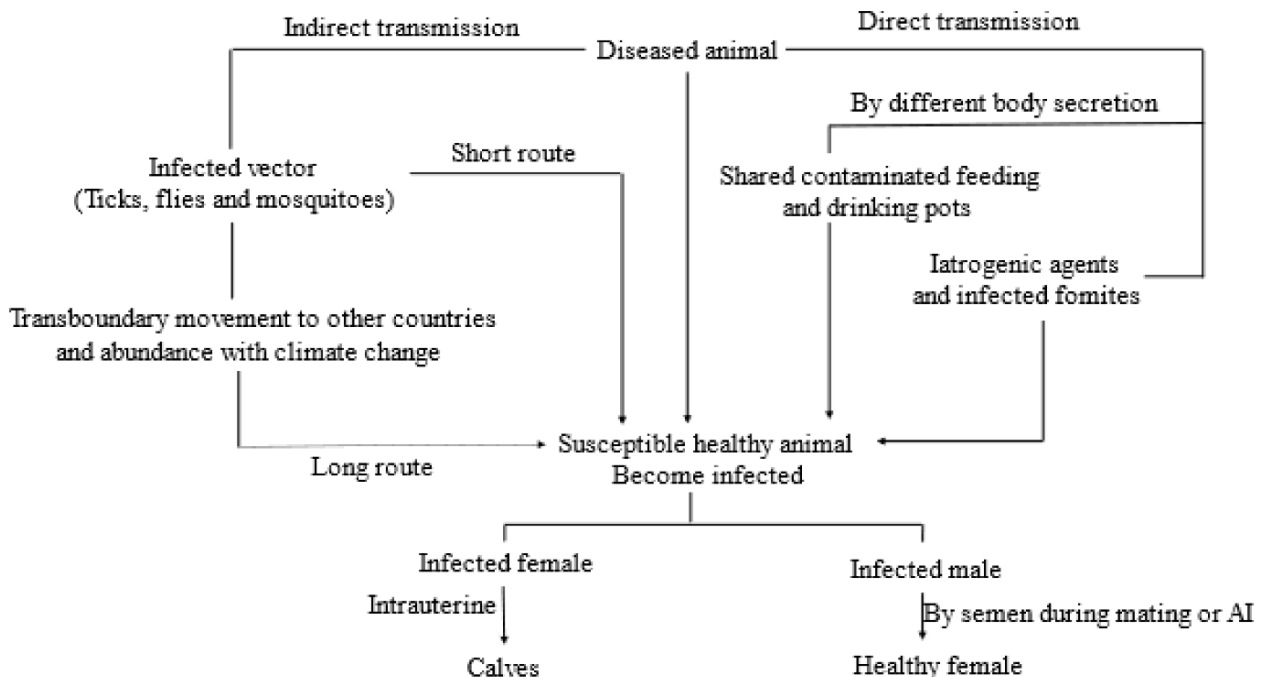 Indirect transmission
Direct transmission
Diseased animal
By different body secretion
Short route
Infected vector
(Ticks, flies and mosquitoes)
Shared contaminated feeding
and drinking pots
Iatrogenic agents
and infected fomites
Transboundary movement to other countries
and abundance with climate change
Long route
Susceptible healthy animal
Become infected
Infected female
Infected male
Intrauterine
By semen during mating or AI
Calves
Healthy female